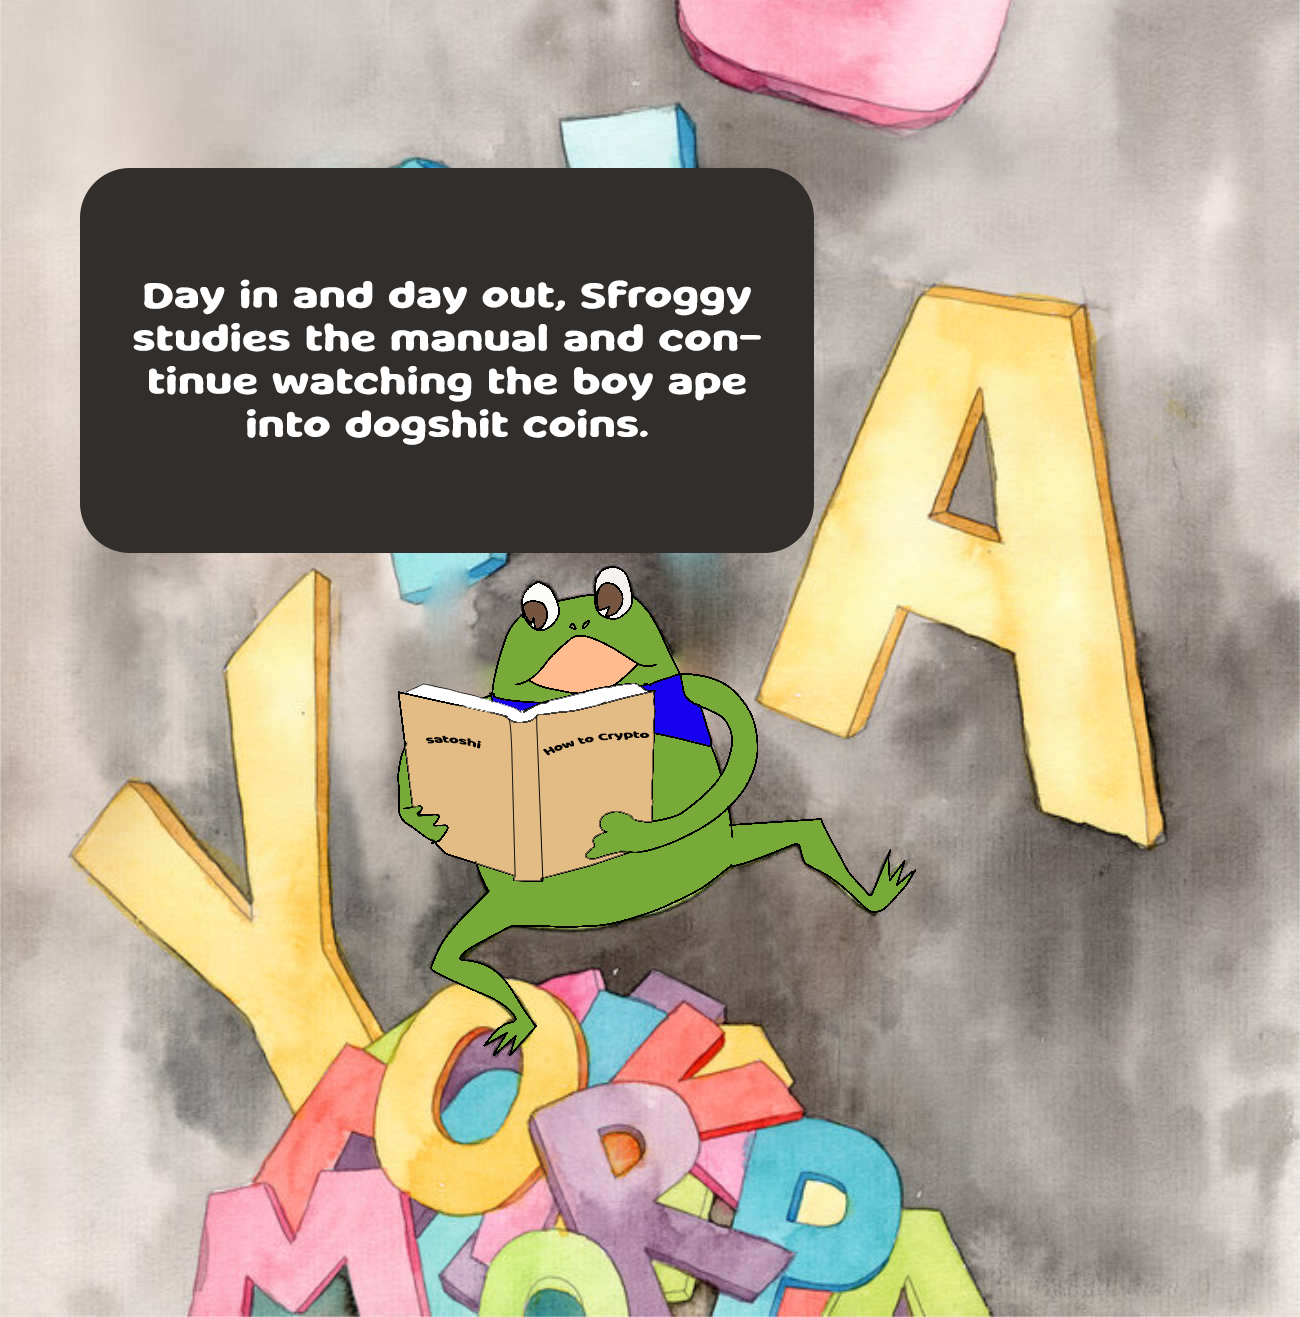 Day in and day out, Sfroggy
studies the manual and con-
tinue watching the boy ape
into dogshit coins.
satoshi
How to Crypto
A
Y
O
K
R
P
M
O
A